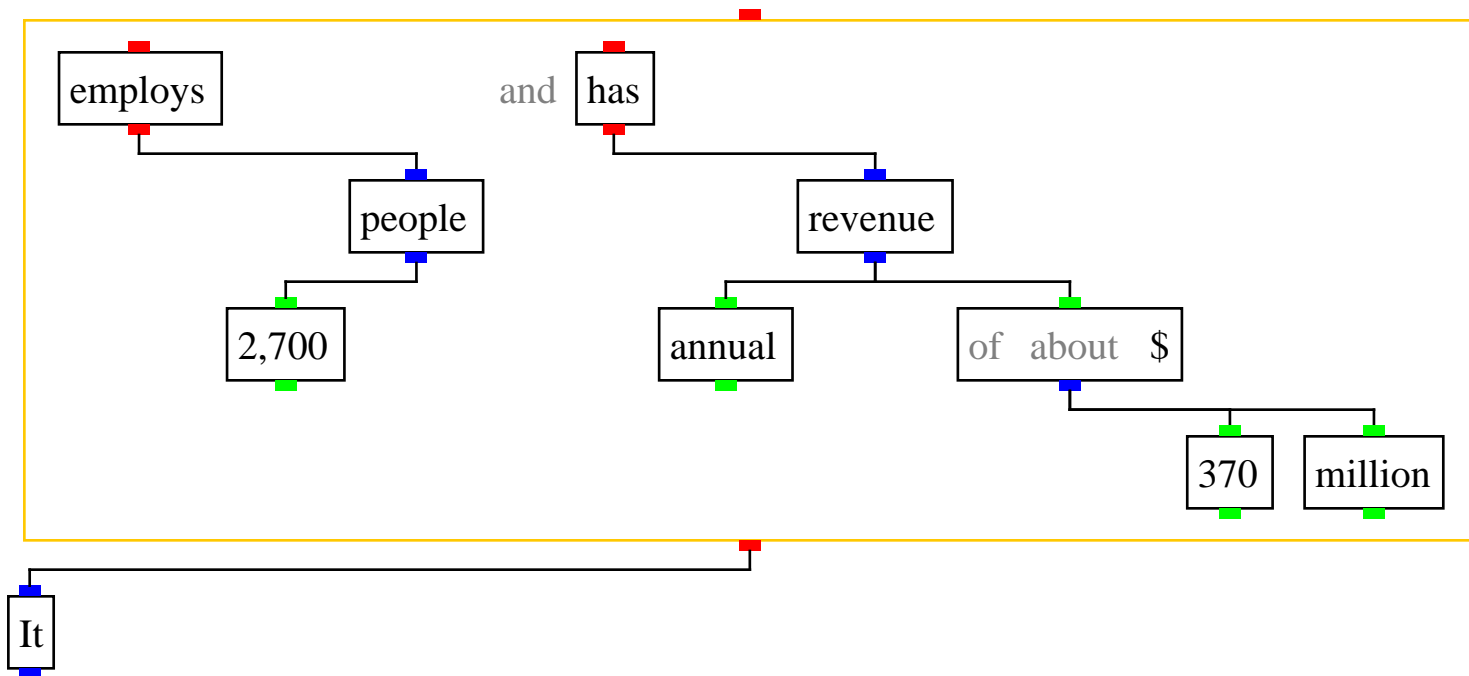 employs and has
people revenue
2,700 annual of about $
370 million
It